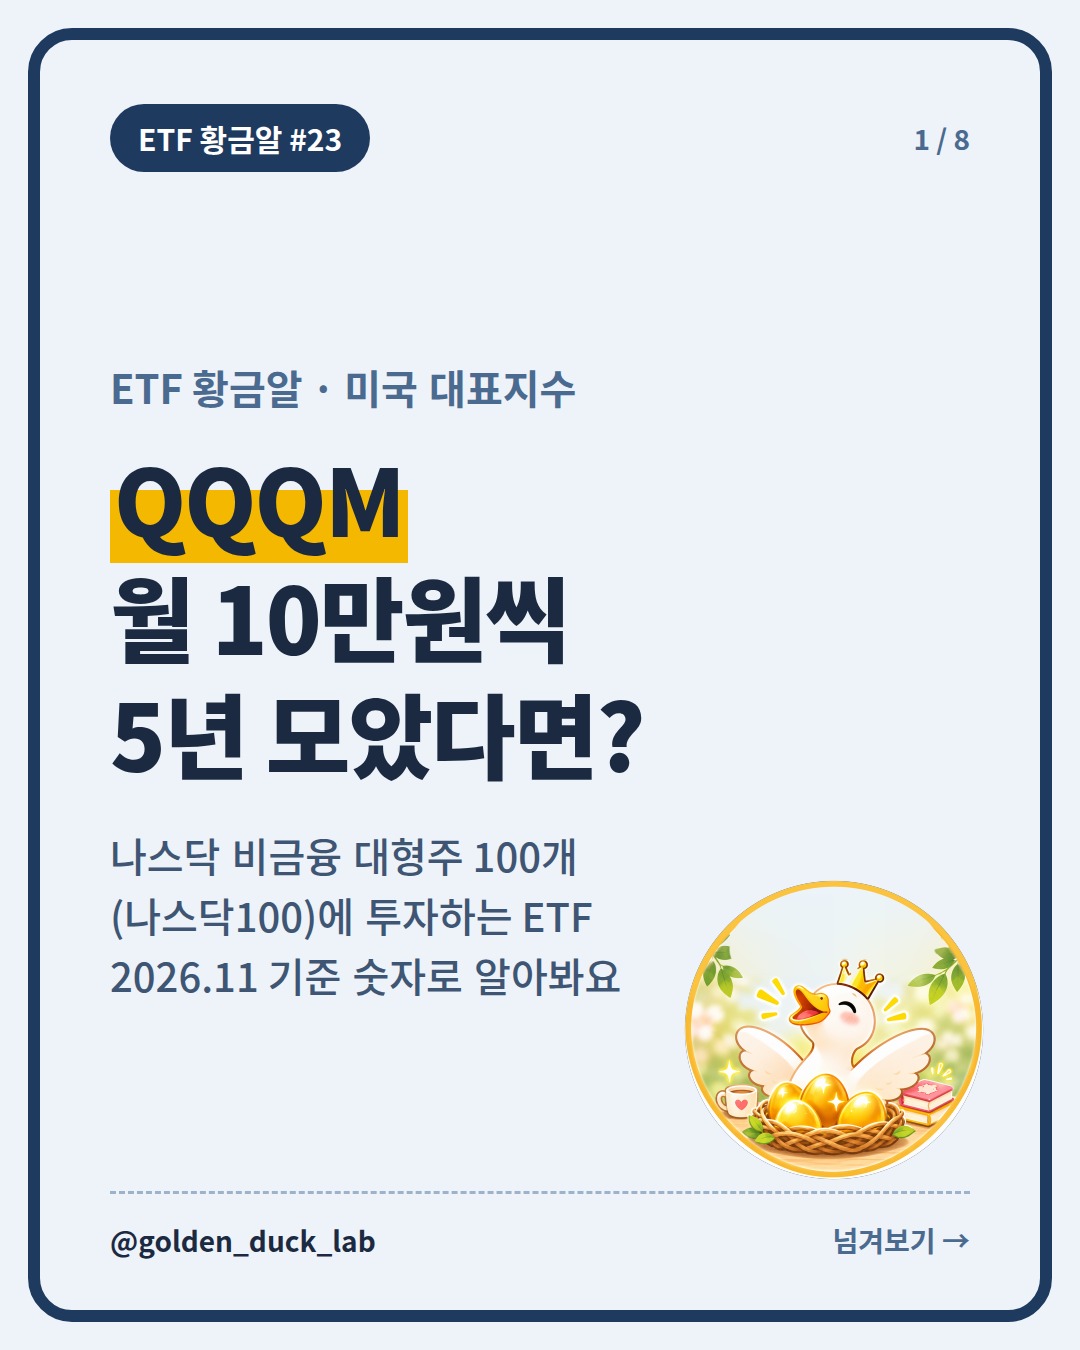 ETF 황금알 #23
1 / 8
ETF 황금알 · 미국 대표지수
QQQM
월 10만원씩
5년 모았다면?
나스닥 비금융 대형주 100개
(나스닥100)에 투자하는 ETF
2026.11 기준 숫자로 알아봐요
@golden_duck_lab
넘겨보기 →